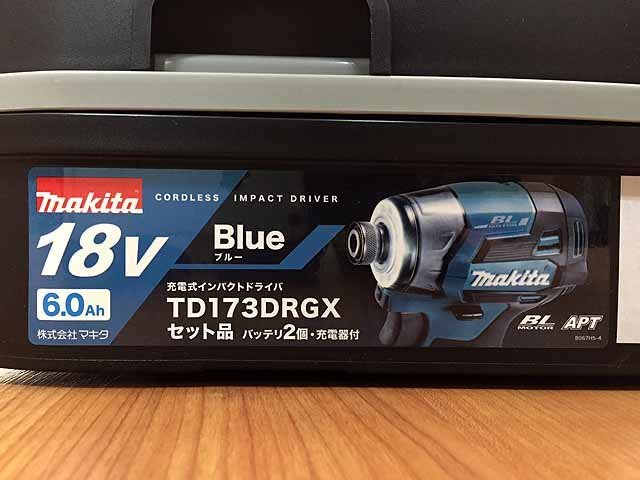 makita
CORDLESS IMPACT DRIVER
18V
6.0Ah
株式会社マキタ
Blue
ブルー
充電式インパクトドライバ
TD173DRGX
セット品 バッテリ2個・充電器付
BL
makita
BL
MOTOR
APT
B067H5-4